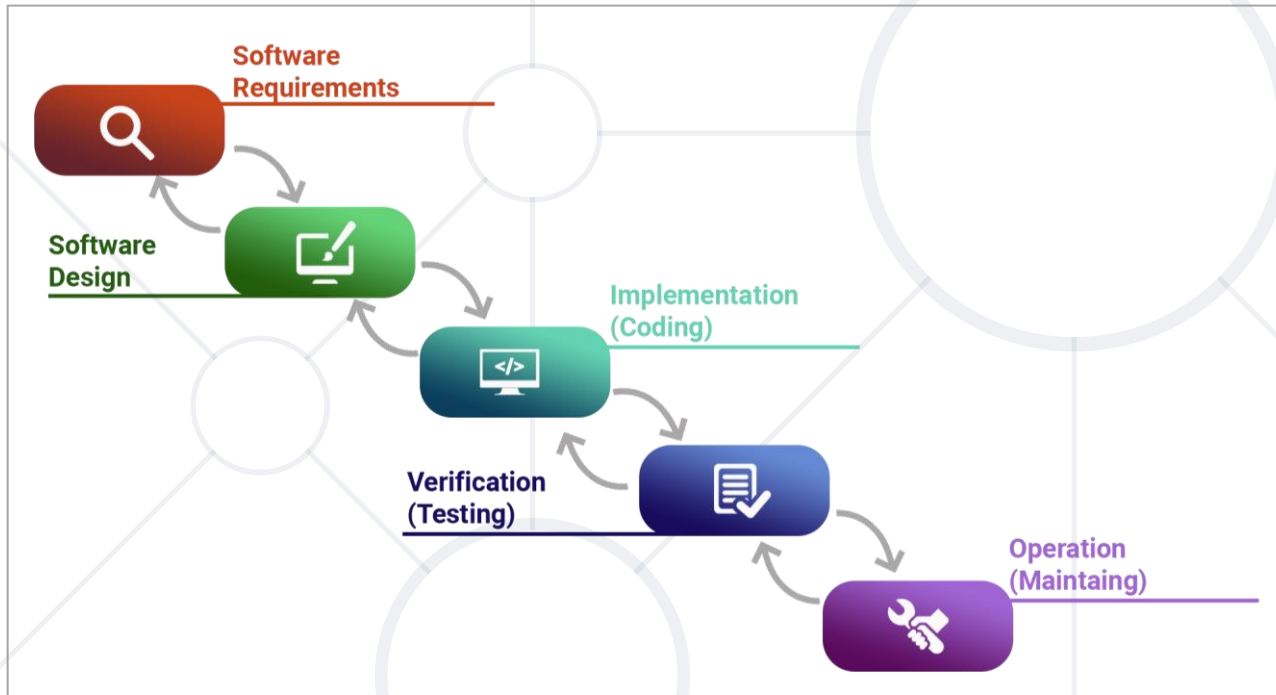 Software
Requirements
Software
Design
Implementation
(Coding)
</>
Verification
(Testing)
Operation
(Maintaing)